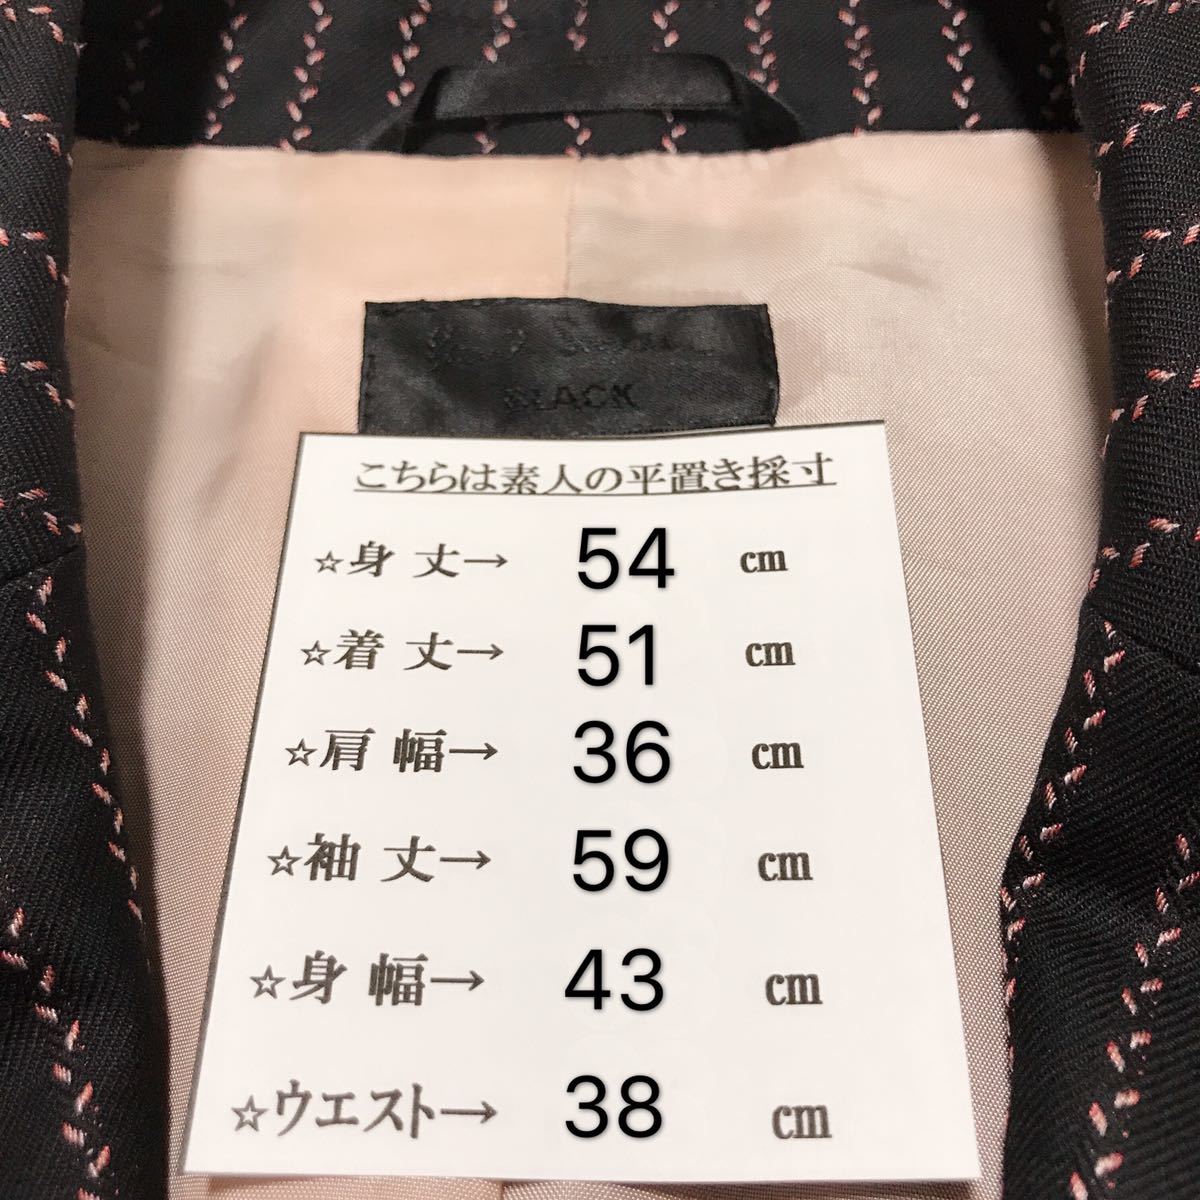 BLACK
こちらは素人の平置き採寸
☆身 丈→ 54 cm
☆着 丈→ 51 cm
☆肩 幅→ 36 cm
☆袖 丈→ 59 cm
☆身 幅→ 43 cm
☆ウエスト→ 38 cm